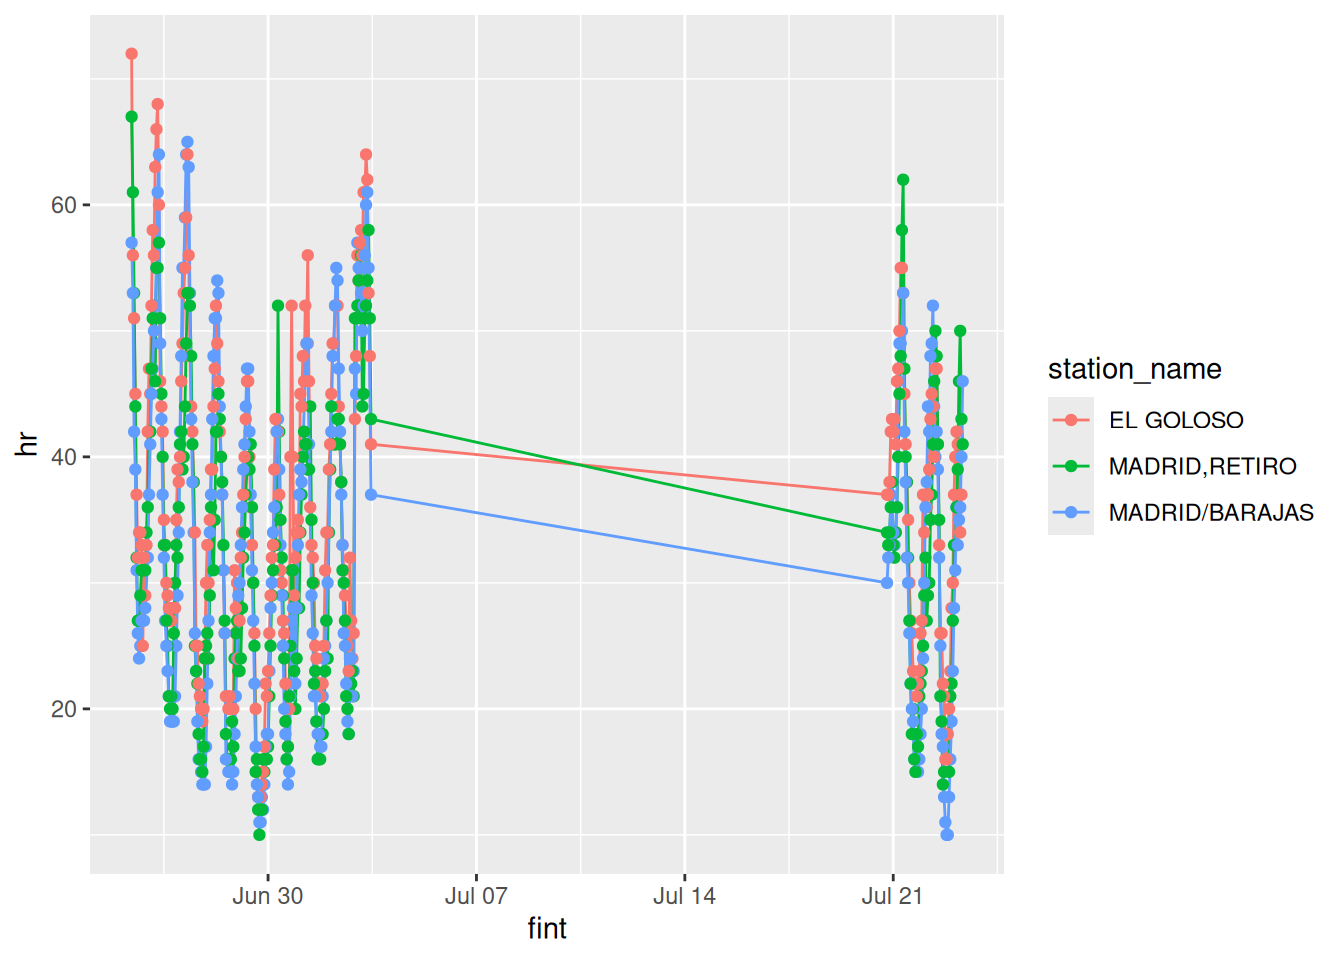 hr
60
40
20
Jun 30
Jul 07
Jul 14
Jul 21
fint
station_name
EL GOLOSO
MADRID,RETIRO
MADRID/BARAJAS